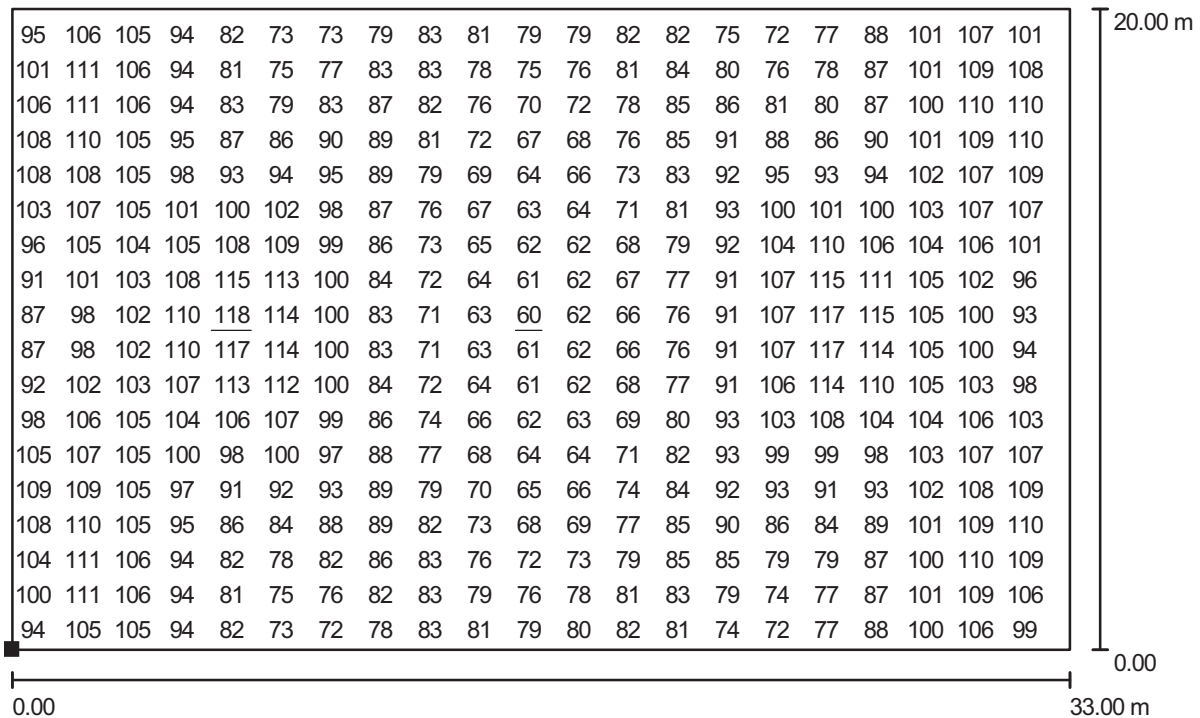 20.00 m
95 106 105 94 82 73 73 79 83 81 79 79 82 82 75 72 77 88 101 107 101
101 111 106 94 81 75 77 83 83 78 75 76 81 84 80 76 78 87 101 109 108
106 111 106 94 83 79 83 87 82 76 70 72 78 85 86 81 80 87 100 110 110
108 110 105 95 87 86 90 89 81 72 67 68 76 85 91 88 86 90 101 109 110
108 108 105 98 93 94 95 89 79 69 64 66 73 83 92 95 93 94 102 107 109
103 107 105 101 100 102 98 87 76 67 63 64 71 81 93 100 101 100 103 107 107
96 105 104 105 108 109 99 86 73 65 62 62 68 79 92 104 110 106 104 106 101
91 101 103 108 115 113 100 84 72 64 61 62 67 77 91 107 115 111 105 102 96
87 98 102 110 118 114 100 83 71 63 60 62 66 76 91 107 117 115 105 100 93
87 98 102 110 117 114 100 83 71 63 61 62 66 76 91 107 117 114 105 100 94
92 102 103 107 113 112 100 84 72 64 61 62 68 77 91 106 114 110 105 103 98
98 106 105 104 106 107 99 86 74 66 62 63 69 80 93 103 108 104 104 106 103
105 107 105 100 98 100 97 88 77 68 64 64 71 82 93 99 99 98 103 107 107
109 109 105 97 91 92 93 89 79 70 65 66 74 84 92 93 91 93 102 108 109
108 110 105 95 86 84 88 89 82 73 68 69 77 85 90 86 84 89 101 109 110
104 111 106 94 82 78 82 86 83 76 72 73 79 85 85 79 79 87 100 110 109
100 111 106 94 81 75 76 82 83 79 76 78 81 83 79 74 77 87 101 109 106
94 105 105 94 82 73 72 78 83 81 79 80 82 81 74 72 77 88 100 106 99
0.00
0.00 33.00 m